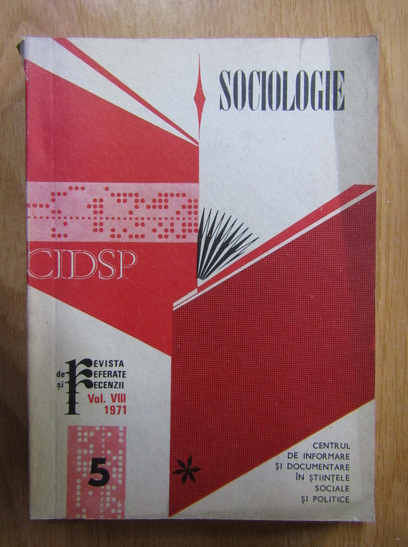 SOCIOLOGIE
CIDSP
REVISTA
de REFERATE
și RECENZII
Vol. VIII
1971
5
CENTRUL
DE INFORMARE
ȘI DOCUMENTARE
ÎN ȘTIINȚELE
SOCIALE
ȘI POLITICE